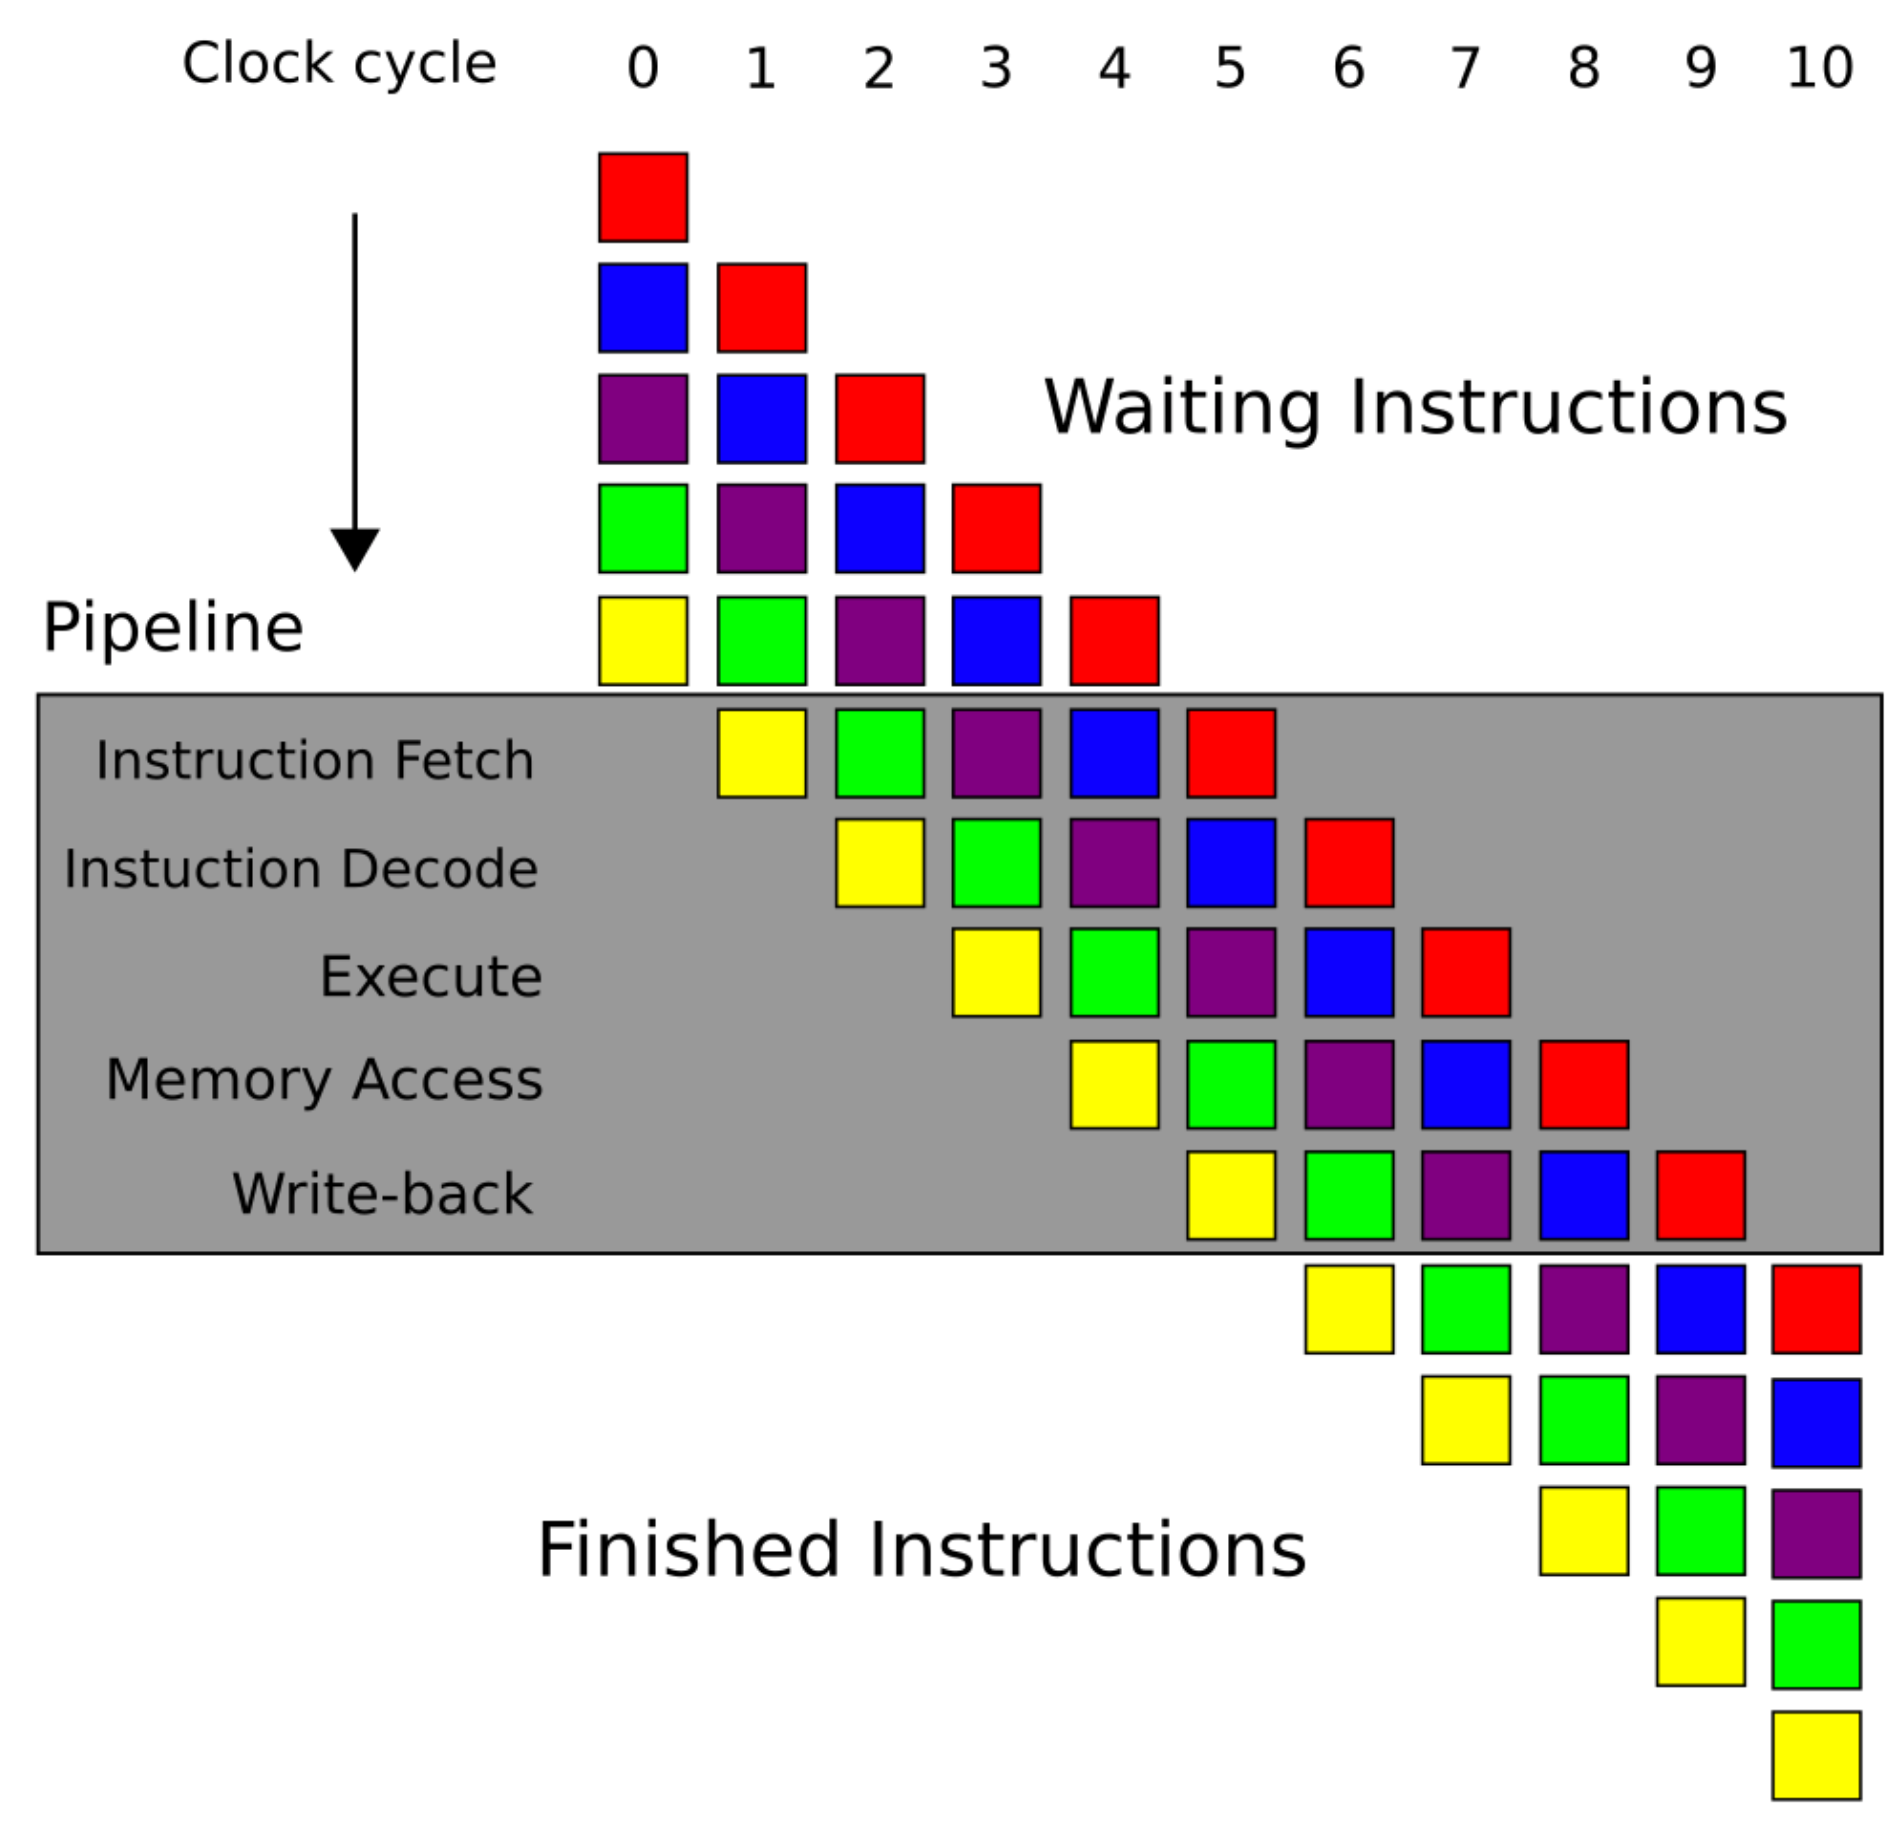 Clock cycle 0 1 2 3 4 5 6 7 8 9 10
Waiting Instructions
Pipeline
Instruction Fetch
Instuction Decode
Execute
Memory Access
Write-back
Finished Instructions